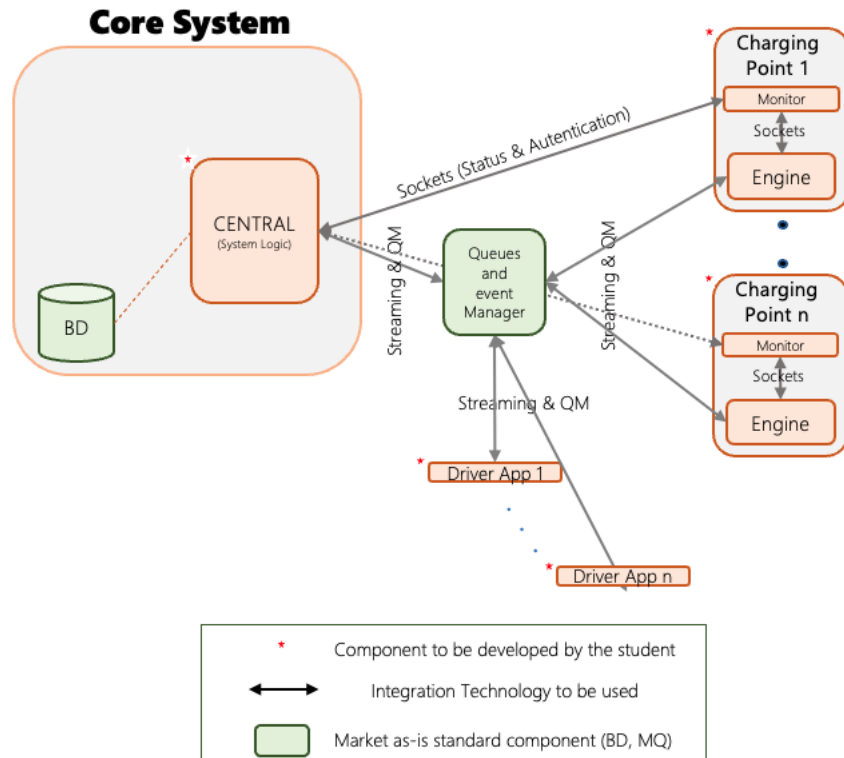 Core System
Charging
Point 1
Monitor
Sockets
Engine
Sockets (Status & Autentication)
CENTRAL
(System Logic)
BD
Streaming & QM
Queues
and
event
Manager
Streaming & QM
Charging
Point n
Monitor
Sockets
Engine
Streaming & QM
Driver App 1
Driver App n
* Component to be developed by the student
Integration Technology to be used
Market as-is standard component (BD, MQ)